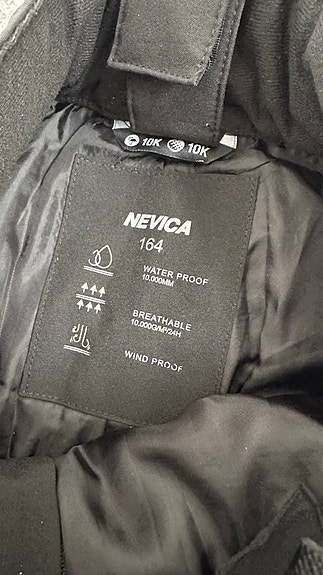 10K 10K
NEVICA
164
WATER PROOF
10.000MM
BREATHABLE
10.000G/M²/24H
WIND PROOF